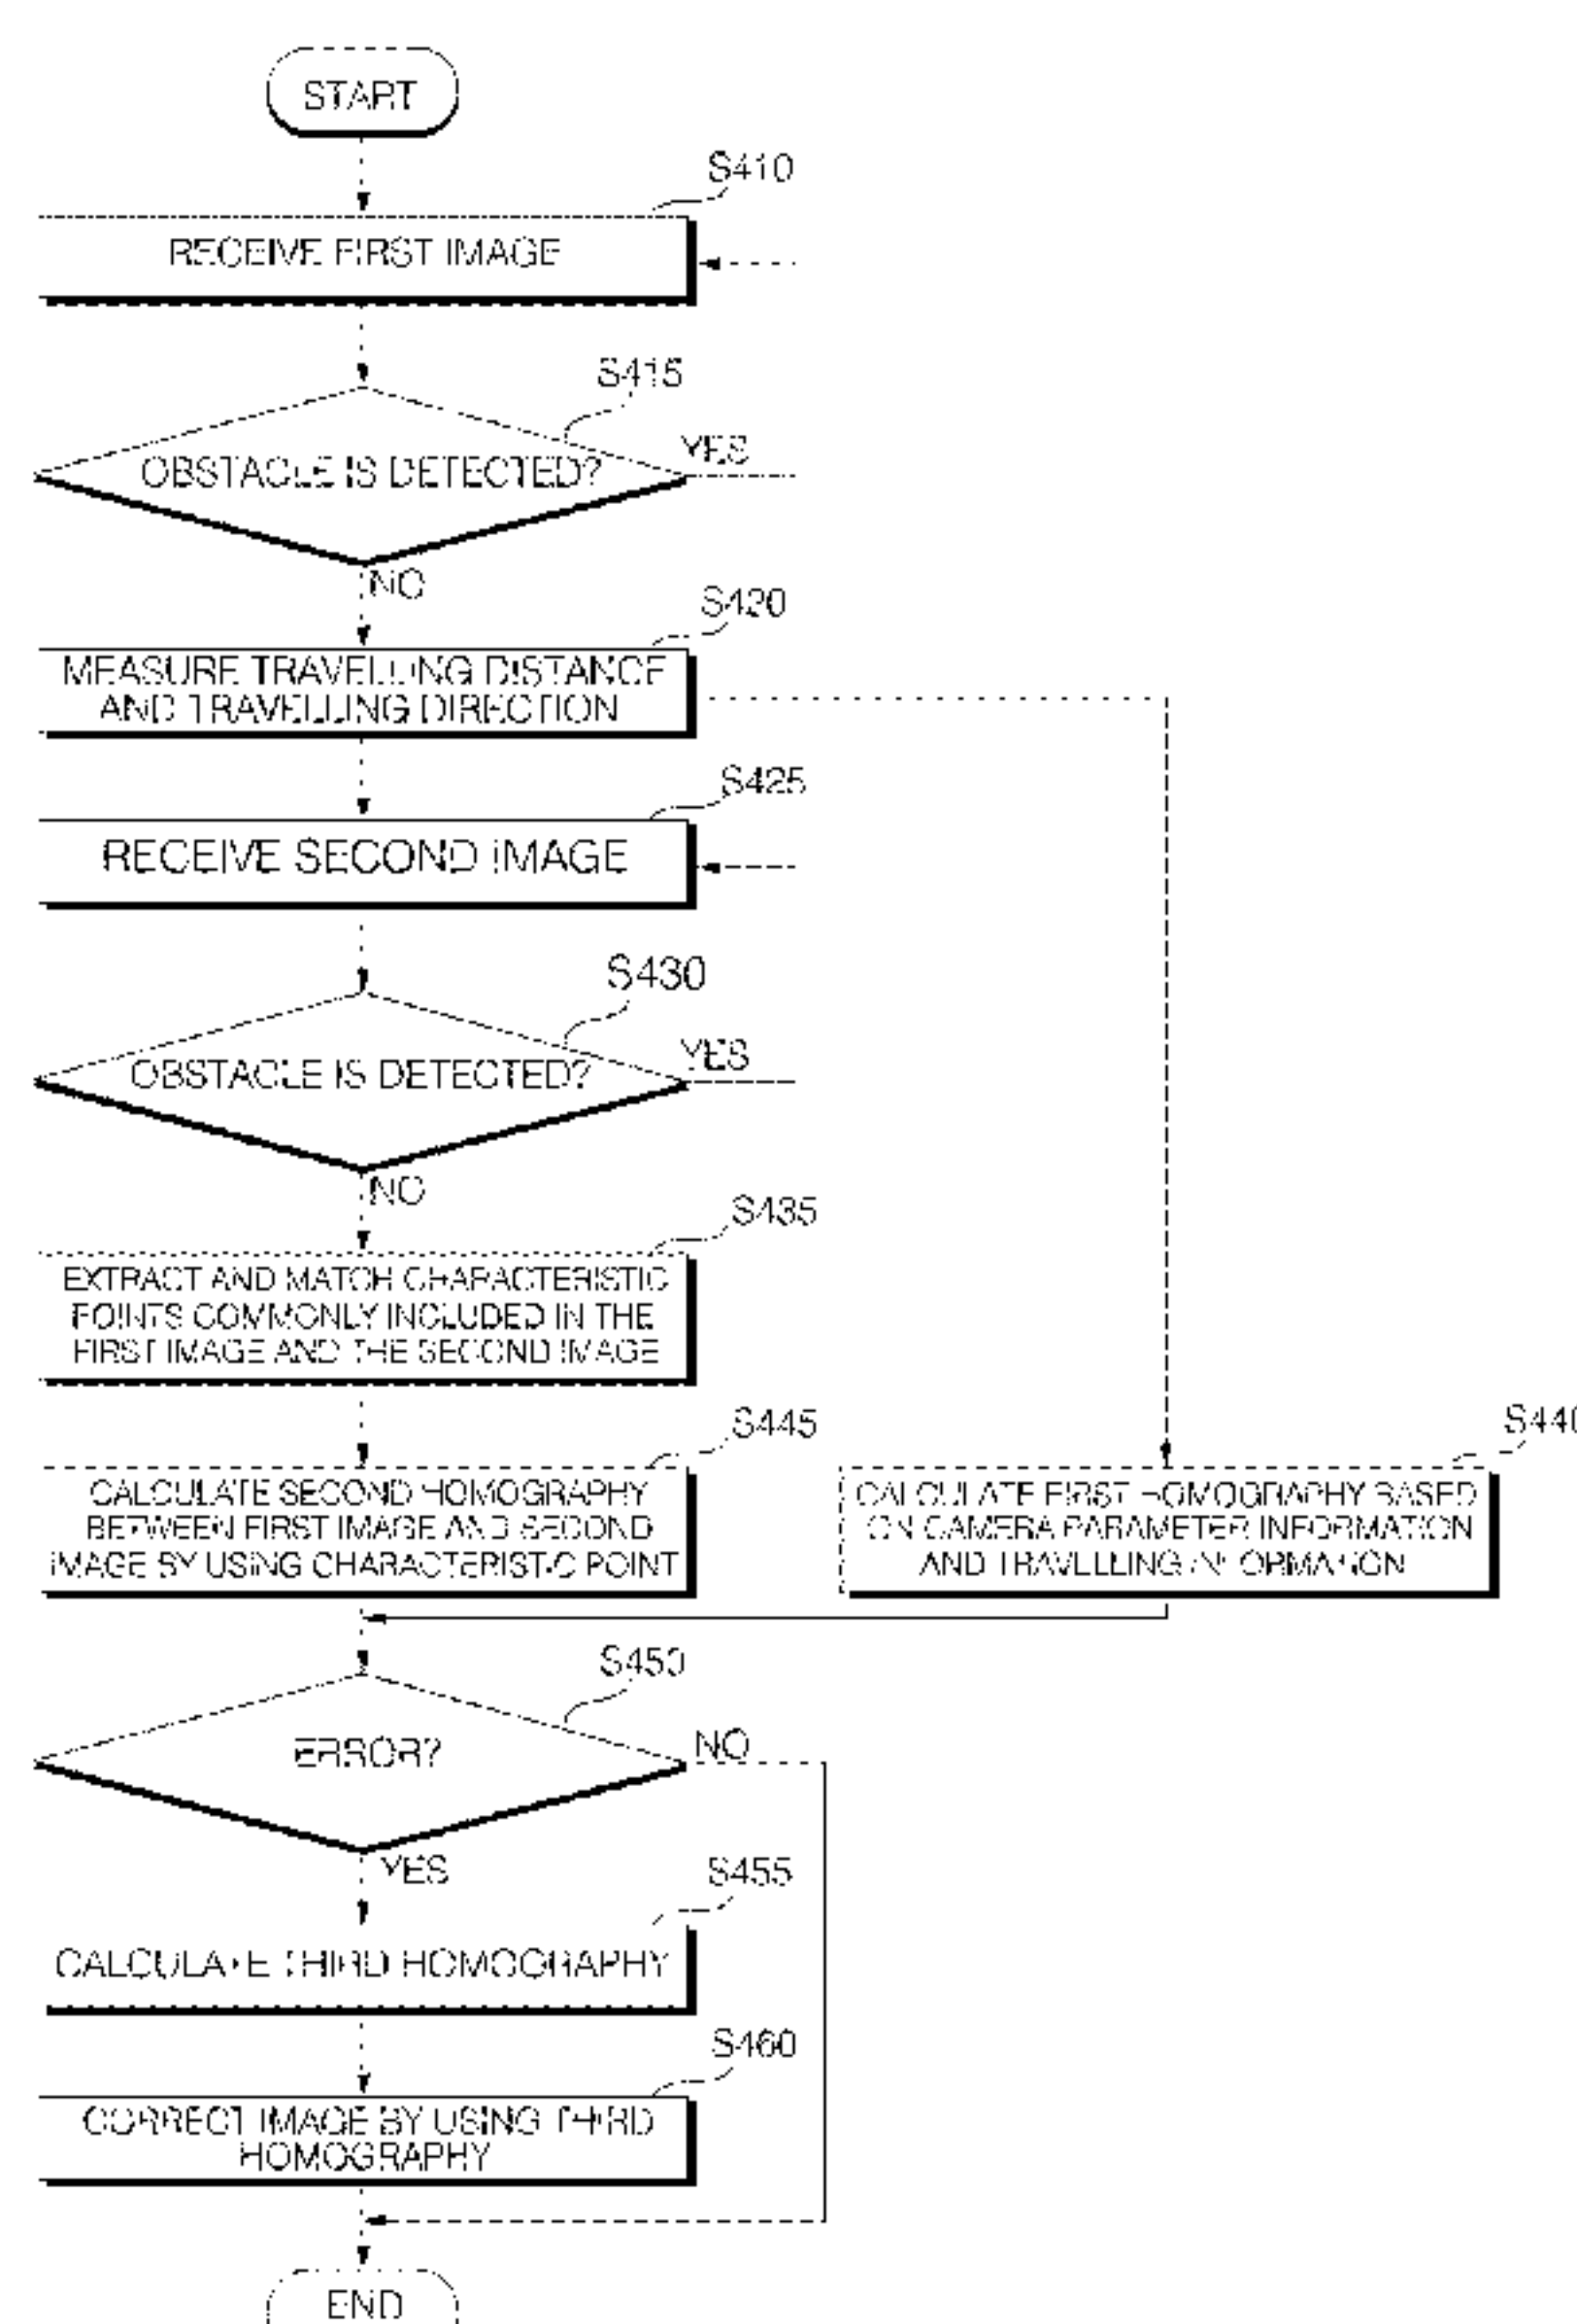 START
S410
RECEIVE FIRST IMAGE
S415
OBSTACLE IS DETECTED?
YES
NO
S420
MEASURE TRAVELLING DISTANCE
AND TRAVELLING DIRECTION
S425
RECEIVE SECOND IMAGE
S430
OBSTACLE IS DETECTED?
YES
NO
S435
EXTRACT AND MATCH CHARACTERISTIC
POINTS COMMONLY INCLUDED IN THE
FIRST IMAGE AND THE SECOND IMAGE
S445
CALCULATE SECOND HOMOGRAPHY
BETWEEN FIRST IMAGE AND SECOND
IMAGE BY USING CHARACTERISTIC POINT
S440
CALCULATE FIRST HOMOGRAPHY BASED
ON CAMERA PARAMETER INFORMATION
AND TRAVELLING INFORMATION
S450
ERROR?
NO
YES
S455
CALCULATE THIRD HOMOGRAPHY
S460
CORRECT IMAGE BY USING THIRD
HOMOGRAPHY
END